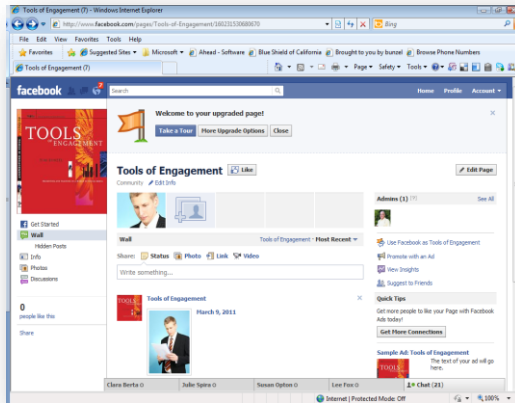 Tools of Engagement (7) - Windows Internet Explorer
http://www.facebook.com/pages/Tools-of-Engagement/160231530680670
Bing
File Edit View Favorites Tools Help
Favorites Suggested Sites Microsoft Ahead - Software Blue Shield of California Brought to you by bunzel Browse Phone Numbers
Tools of Engagement (7)
Page Safety Tools
facebook
Search
Home Profile Account
Welcome to your upgraded page!
Take a Tour More Upgrade Options Close
TOOLS
OF ENGAGEMENT
Tools of Engagement Like
Edit Page
Community Edit Info
Admins (1) [?] See All
Get Started
Wall
Hidden Posts
Info
Photos
Discussions
Wall Tools of Engagement · Most Recent
Share: Status Photo Link Video
Write something...
Use Facebook as Tools of Engagement
Promote with an Ad
View Insights
Suggest to Friends
0
people like this
Share
TOOLS
Tools of Engagement
March 9, 2011
Quick Tips
Get more people to like your Page with Facebook
Ads today!
Get More Connections
Sample Ad: Tools of Engagement
TOOLS
The text of your ad will go
here.
Clara Berta Julie Spira Susan Opton Lee Fox Chat (21)
Internet | Protected Mode: Off 100%